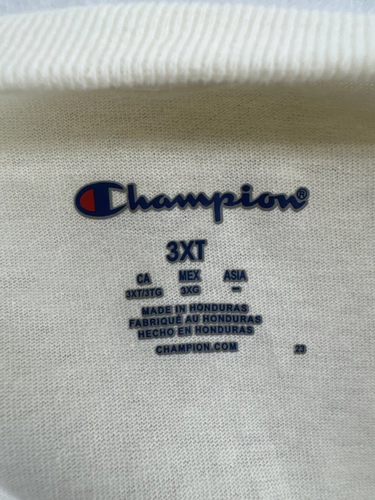 Champion®
3XT
CA MEX ASIA
3XT/3TG 3XG –
MADE IN HONDURAS
FABRIQUÉ AU HONDURAS
HECHO EN HONDURAS
CHAMPION.COM 23